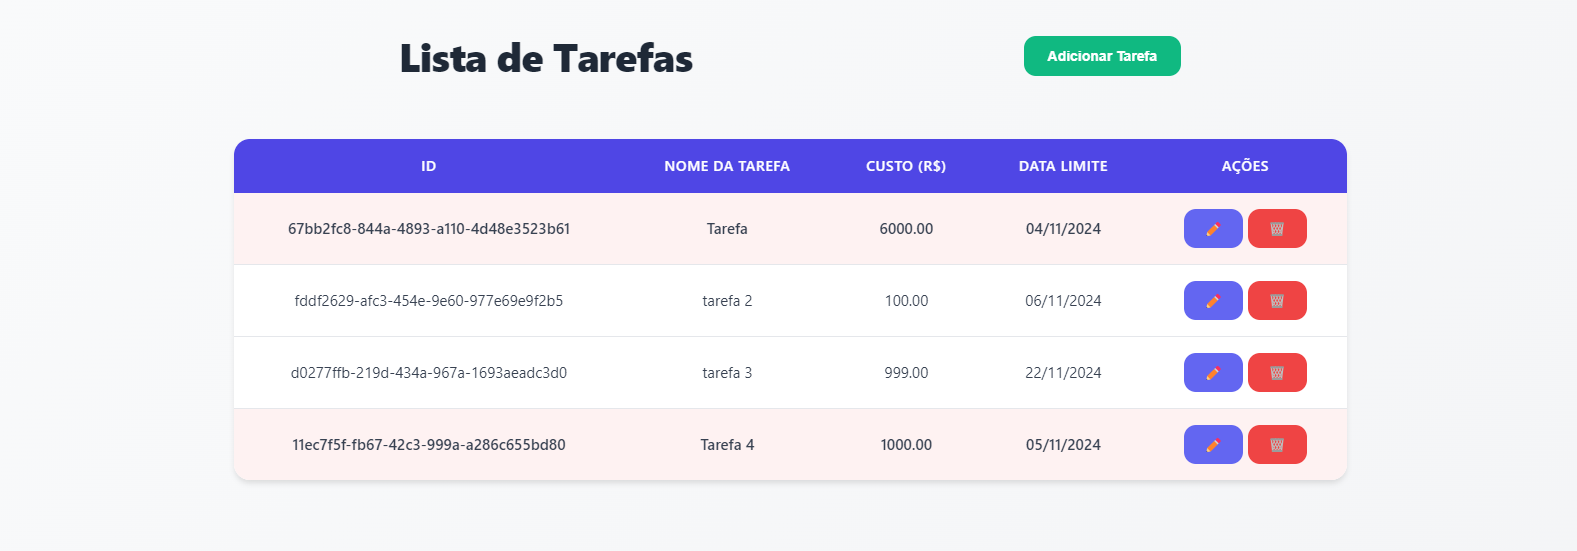 Lista de Tarefas
Adicionar Tarefa
ID NOME DA TAREFA CUSTO (R$) DATA LIMITE AÇÕES
67bb2fc8-844a-4893-a110-4d48e3523b61 Tarefa 6000.00 04/11/2024
fddf2629-afc3-454e-9e60-977e69e9f2b5 tarefa 2 100.00 06/11/2024
d0277ffb-219d-434a-967a-1693aeadc3d0 tarefa 3 999.00 22/11/2024
11ec7f5f-fb67-42c3-999a-a286c655bd80 Tarefa 4 1000.00 05/11/2024